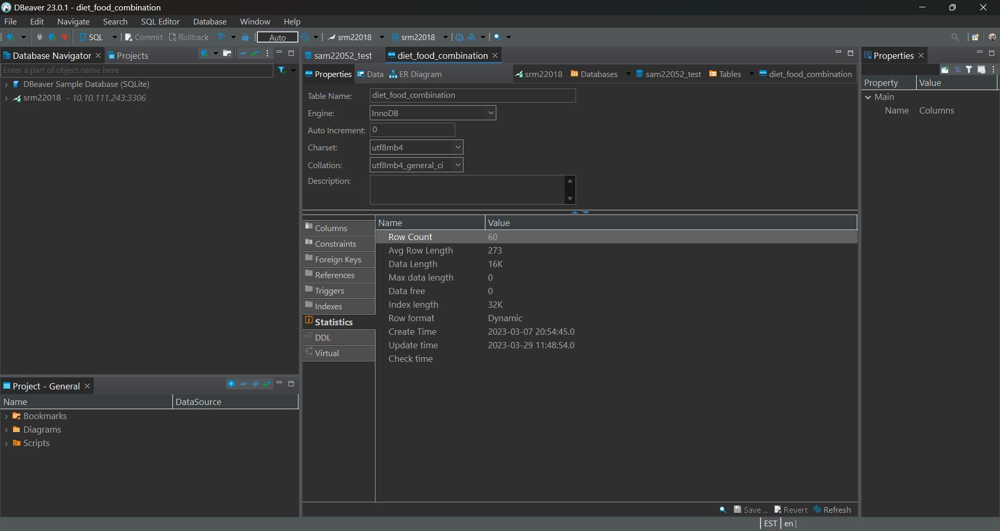 DBeaver 23.0.1 - diet_food_combination
File Edit Navigate Search SQL Editor Database Window Help
SQL Commit Rollback Auto srm22018 srm22018
Database Navigator Projects
Enter a part of object name here
DBeaver Sample Database (SQLite)
srm22018 - 10.10.111.243:3306
sam22052_test diet_food_combination
Properties Data ER Diagram srm22018 Databases sam22052_test Tables diet_food_combination
Table Name: diet_food_combination
Engine: InnoDB
Auto Increment: 0
Charset: utf8mb4
Collation: utf8mb4_general_ci
Description:
Columns
Constraints
Foreign Keys
References
Triggers
Indexes
Statistics
DDL
Virtual
Name Value
Row Count 60
Avg Row Length 273
Data Length 16K
Max data length 0
Data free 0
Index length 32K
Row format Dynamic
Create Time 2023-03-07 20:54:45.0
Update time 2023-03-29 11:48:54.0
Check time
Save ... Revert Refresh
Properties
Property Value
Main
Name Columns
Project - General
Name DataSource
Bookmarks
Diagrams
Scripts
EST en